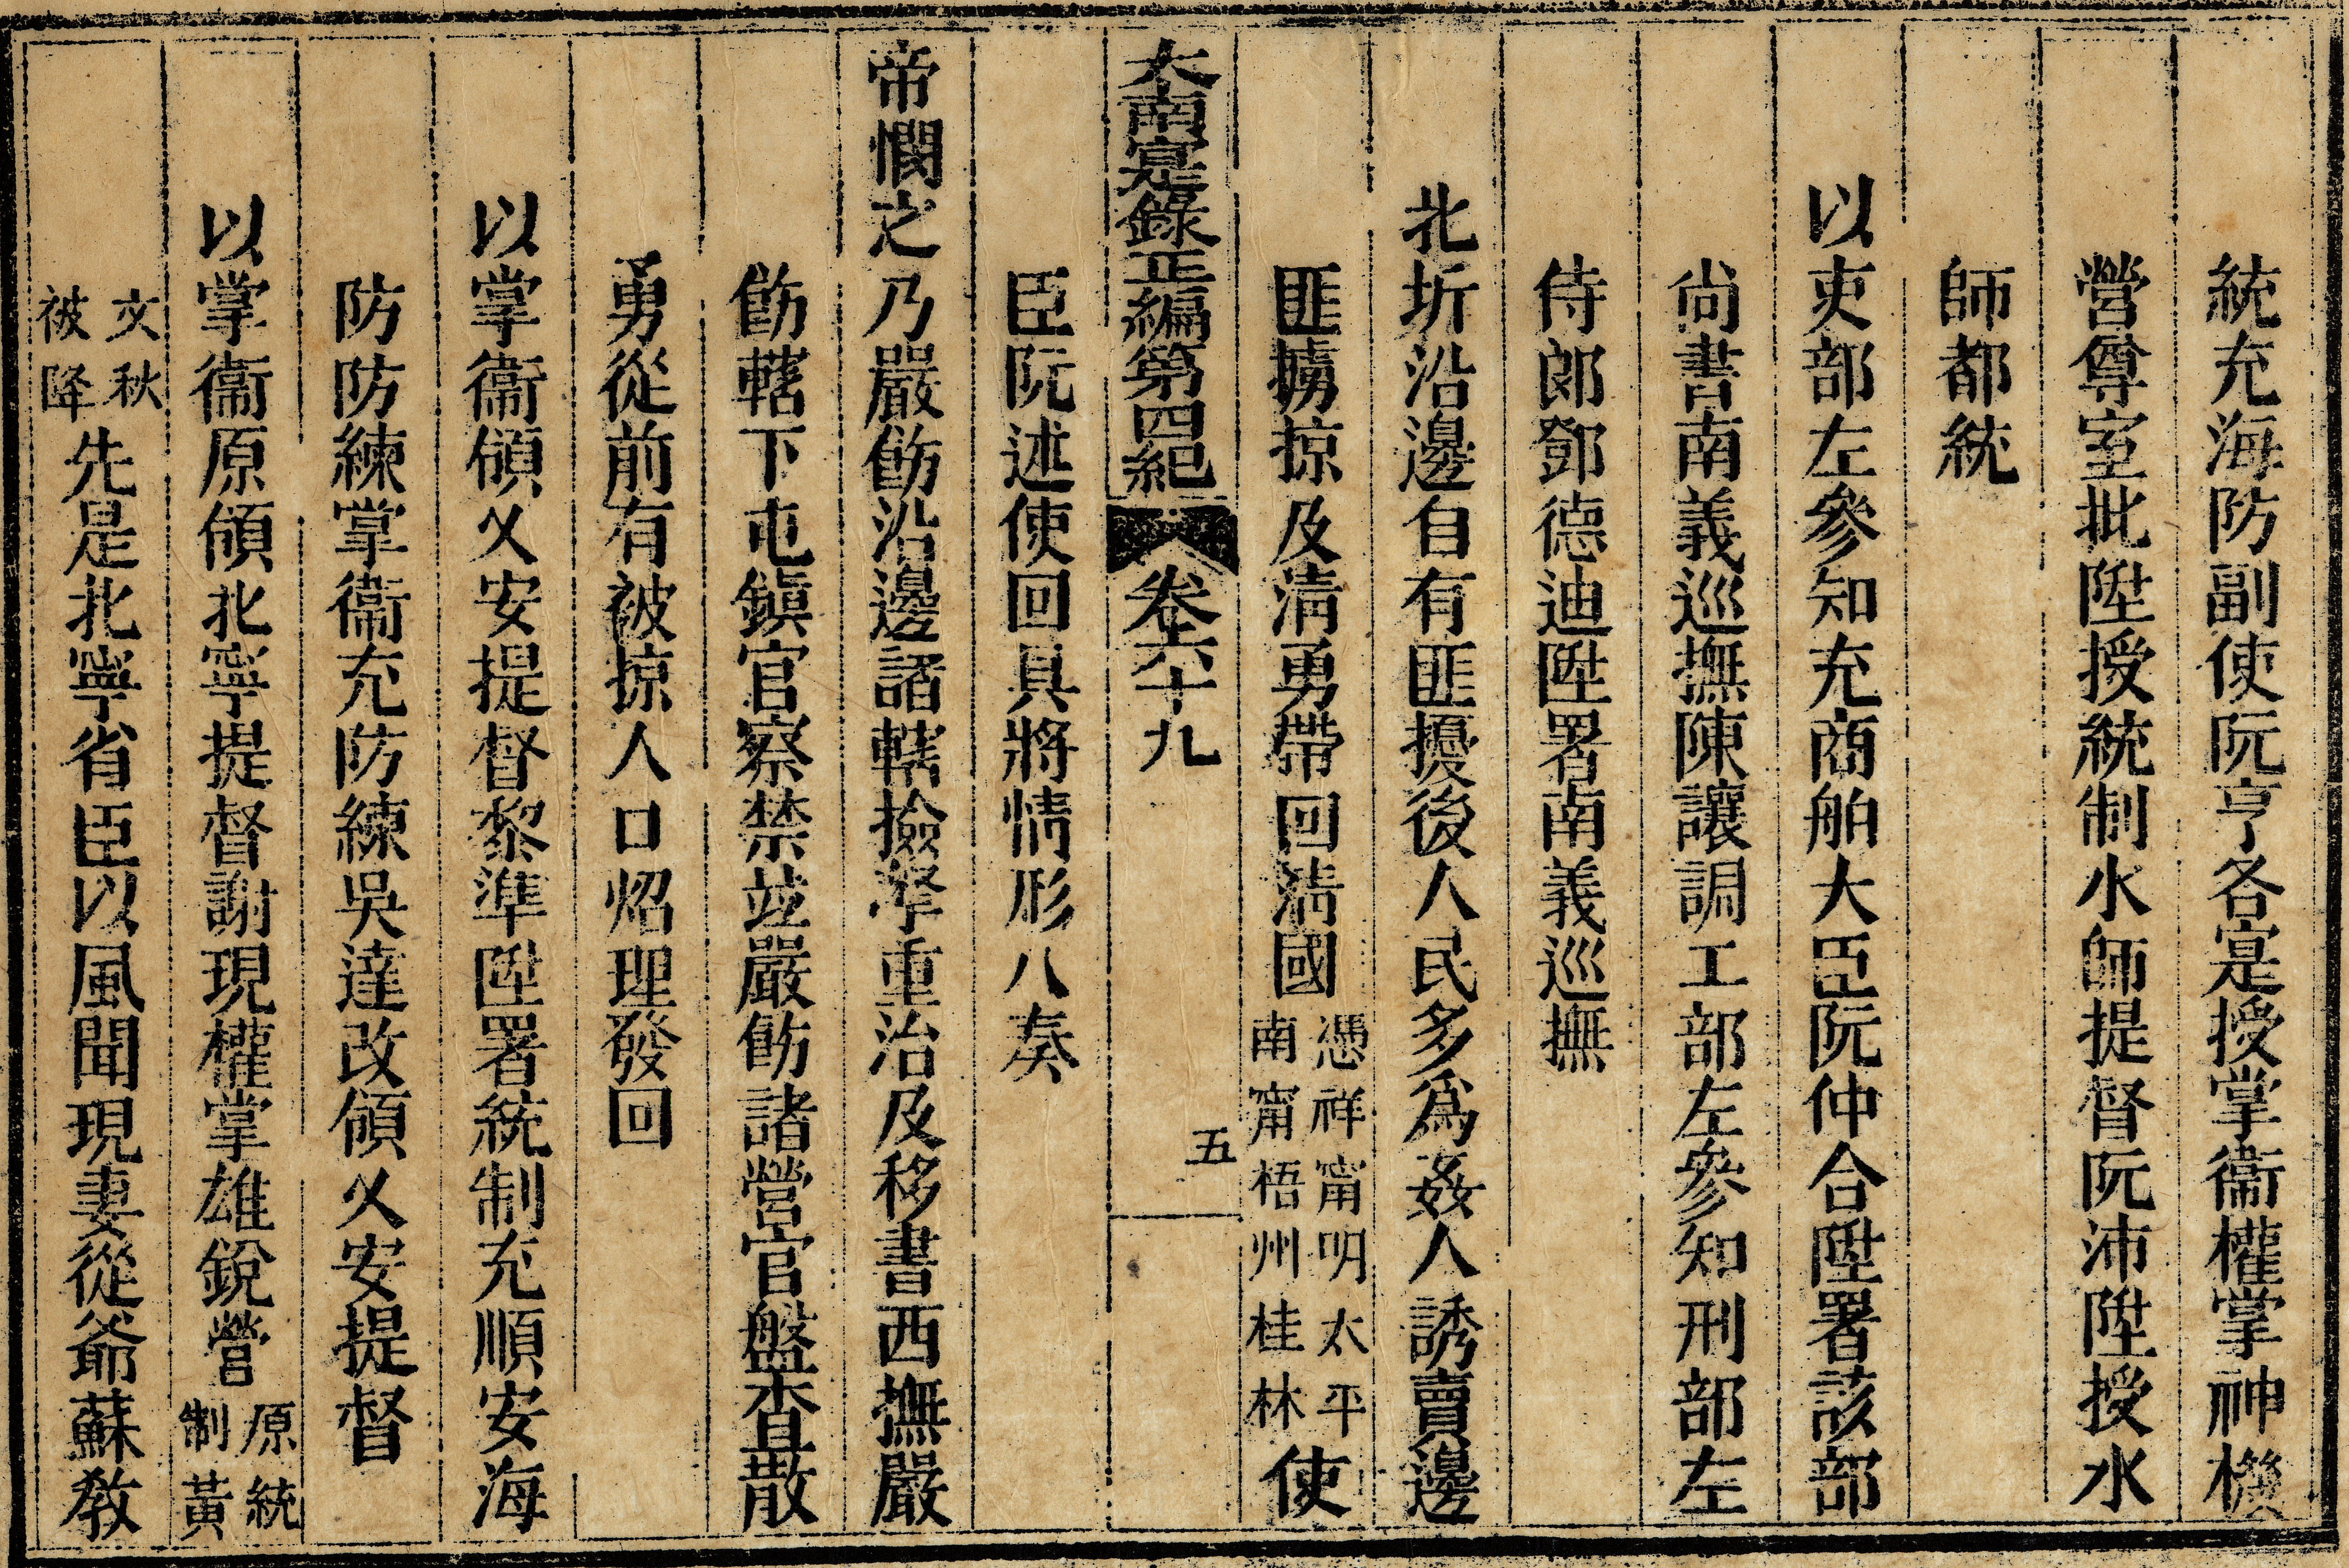 統充海防副使阮亨各寔授掌衞權掌神機
營尊室批陞授統制水師提督阮沛陞授水
師都統
以吏部左參知充商舶大臣阮仲合陞署該部
尚書南義巡撫陳讓調工部左參知刑部左
侍郎鄧德迪陞署南義巡撫
北圻沿邊自有匪擾後人民多爲姦人誘賣邊
匪擄掠及淸勇帶回淸國憑祥甯明太平南甯梧州桂林使
大南寔錄正編第四紀 卷六十九 五
臣阮述使回具將情形入奏
帝憫之乃嚴飭沿邊諸轄撿拏重治及移書西撫嚴
飭轄下屯鎭官察禁並嚴飭諸營官盤查散
勇從前有被掠人口炤理發回
以掌衞領乂安提督黎準陞署統制充順安海
防防練掌衞充防練吳達改領乂安提督
以掌衞原領北寧提督謝現權掌雄銳營原統制黃
文秋被降先是北寧省臣以風聞現妻從爺蘇敎